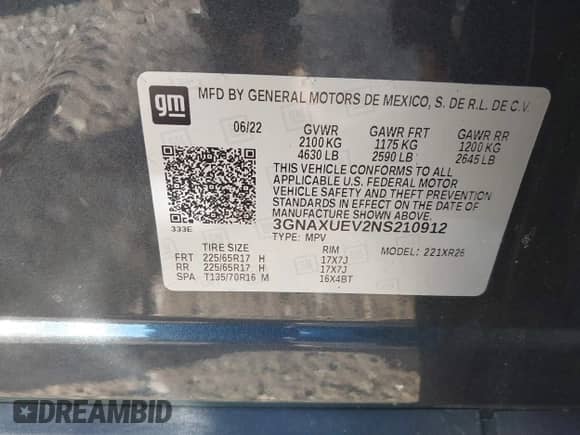 gm
MFD BY GENERAL MOTORS DE MEXICO, S. DE R.L. DE C.V.
06/22 GVWR GAWR FRT GAWR RR
2100 KG 1175 KG 1200 KG
4630 LB 2590 LB 2645 LB
THIS VEHICLE CONFORMS TO ALL
APPLICABLE U.S. FEDERAL MOTOR
VEHICLE SAFETY AND THEFT PREVENTION
STANDARDS IN EFFECT ON THE DATE OF
MANUFACTURE SHOWN ABOVE.
333E
3GNAXUEV2NS210912
TYPE: MPV
TIRE SIZE RIM MODEL: 221XR26
FRT 225/65R17 H 17X7J
RR 225/65R17 H 17X7J
SPA T135/70R16 M 16X4BT
DREAMBID